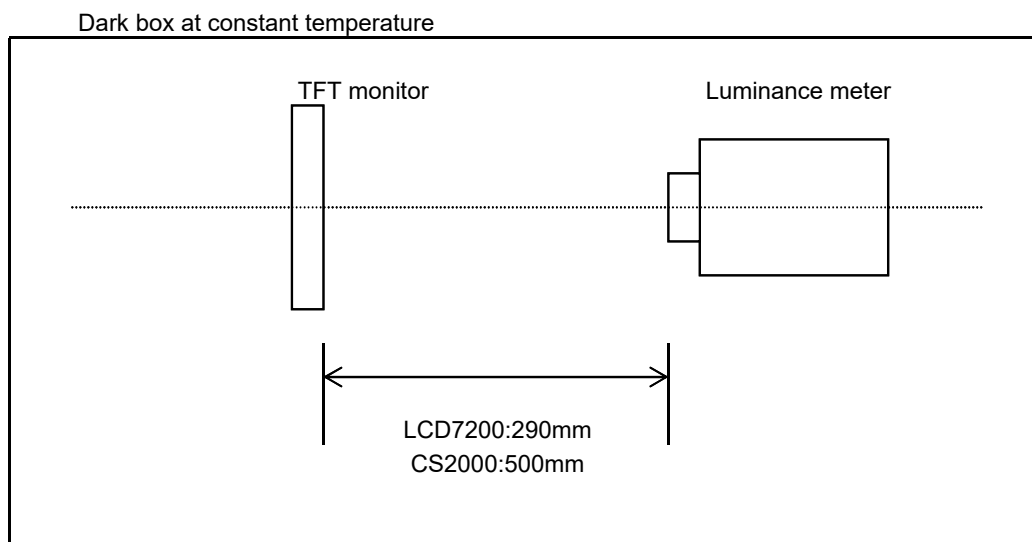 Dark box at constant temperature
TFT monitor
Luminance meter
LCD7200:290mm
CS2000:500mm